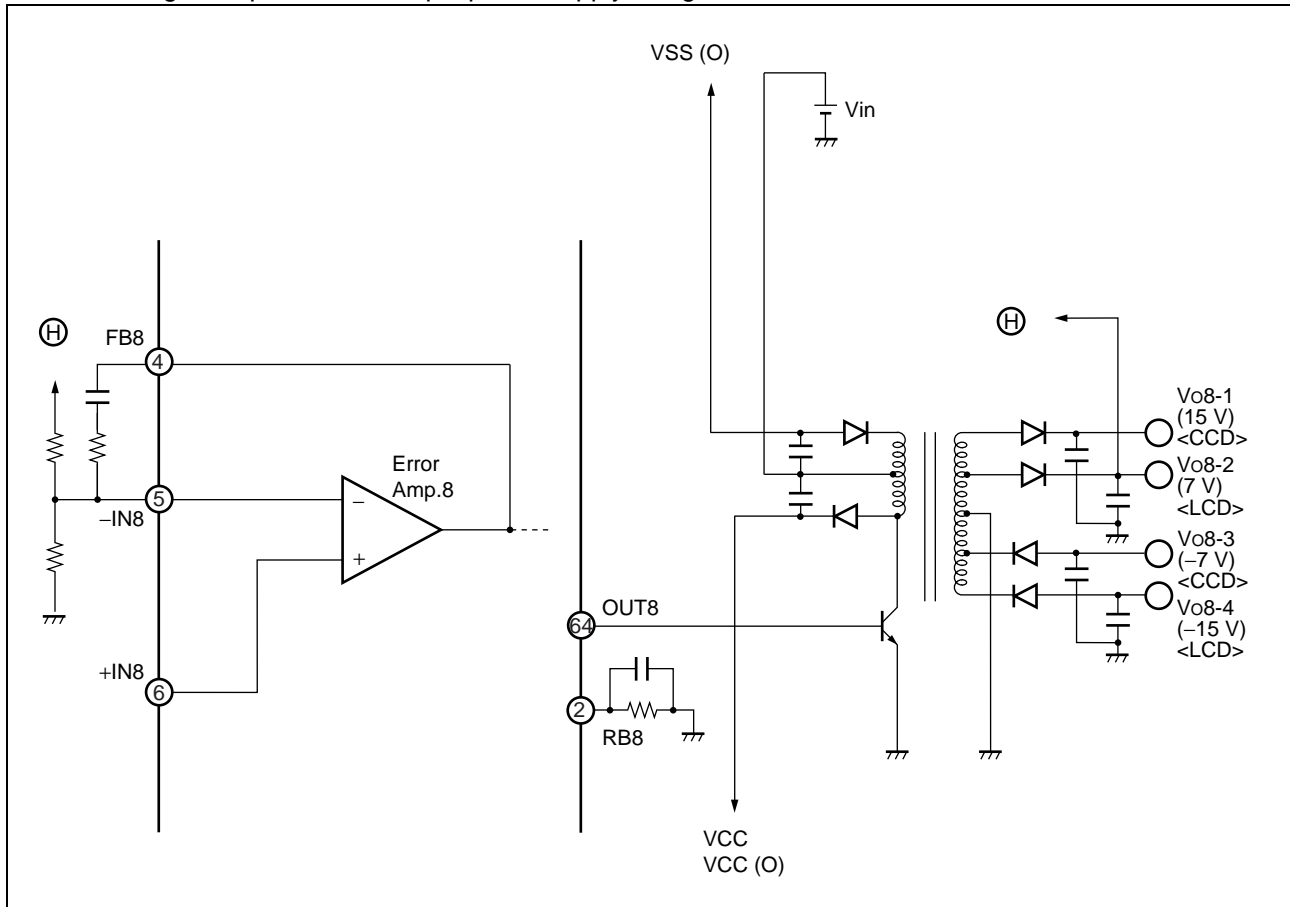 VSS (O)
Vin
H
FB8
4
5
−IN8
Error
Amp.8
−
+
+IN8
6
OUT8
64
2
RB8
VCC
VCC (O)
H
Vo8-1
(15 V)
<CCD>
Vo8-2
(7 V)
<LCD>
Vo8-3
(−7 V)
<CCD>
Vo8-4
(−15 V)
<LCD>